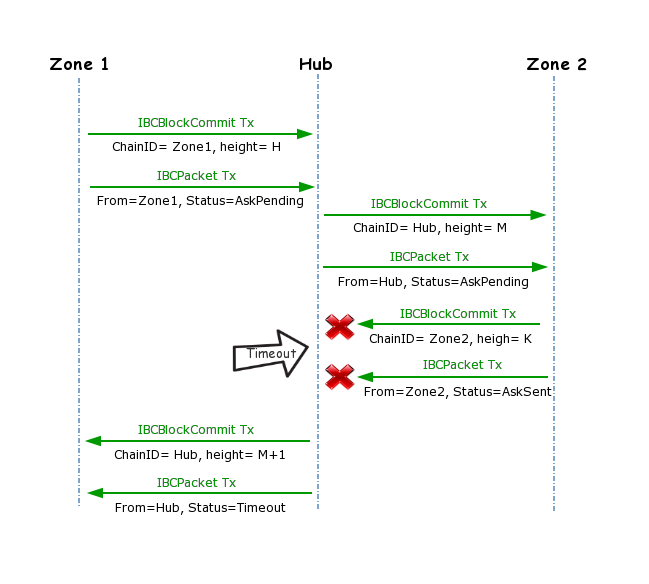 Zone 1
Hub
Zone 2
IBCBlockCommit Tx
ChainID= Zone1, height= H
IBCPacket Tx
From=Zone1, Status=AskPending
IBCBlockCommit Tx
ChainID= Hub, height= M
IBCPacket Tx
From=Hub, Status=AskPending
IBCBlockCommit Tx
ChainID= Zone2, heigh= K
Timeout
IBCPacket Tx
From=Zone2, Status=AskSent
IBCBlockCommit Tx
ChainID= Hub, height= M+1
IBCPacket Tx
From=Hub, Status=Timeout